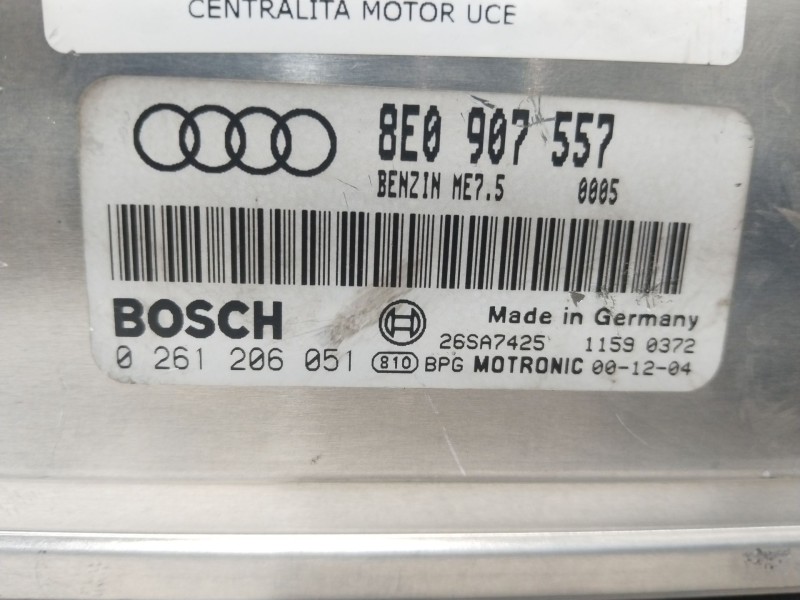 CENTRALITA MOTOR UCE
8E0 907 557
BENZIN ME7.5 0005
BOSCH Made in Germany
26SA7425 1159 0372
0 261 206 051 810 BPG MOTRONIC 00-12-04